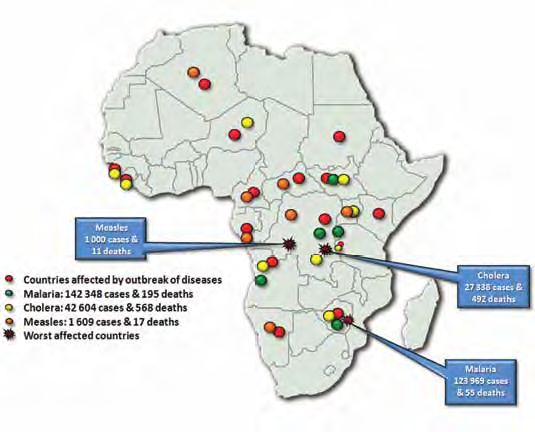 Measles
1 000 cases &
11 deaths
Cholera
27 338 cases &
492 deaths
Countries affected by outbreak of diseases
Malaria: 142 348 cases & 195 deaths
Cholera: 42 604 cases & 568 deaths
Measles: 1 609 cases & 17 deaths
Worst affected countries
Malaria
123 969 cases
& 55 deaths